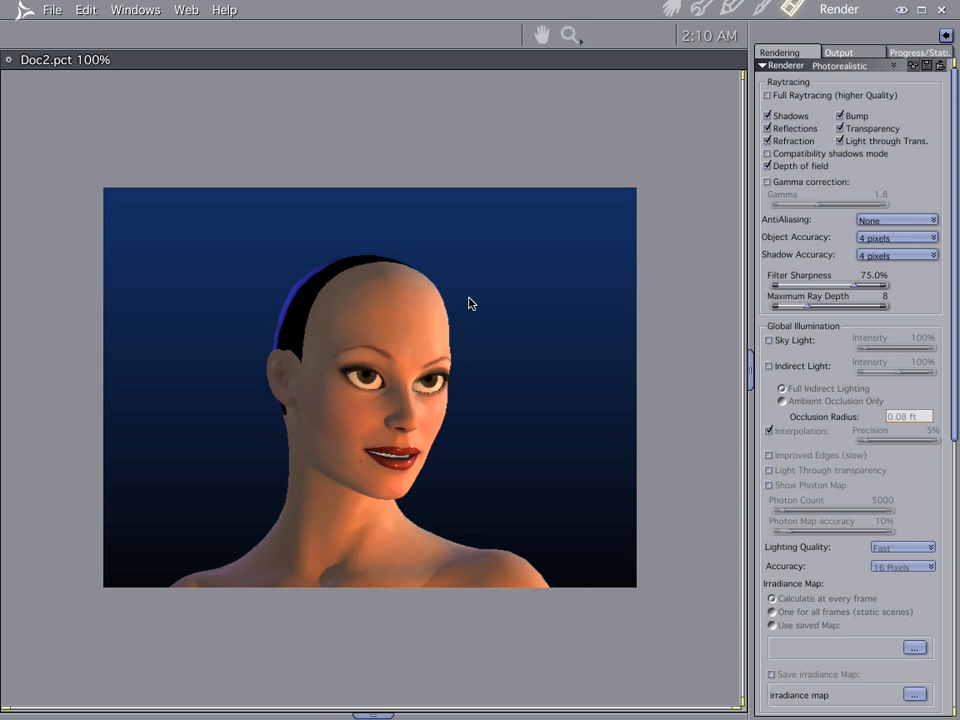 File Edit Windows Web Help Render
2:10 AM
Doc2.pct 100%
Rendering Output Progress/Stati.
Renderer Photorealistic
Raytracing
Full Raytracing (higher Quality)
Shadows Bump
Reflections Transparency
Refraction Light through Trans.
Compatibility shadows mode
Depth of field
Gamma correction:
Gamma 1.8
AntiAliasing: None
Object Accuracy: 4 pixels
Shadow Accuracy: 4 pixels
Filter Sharpness 75.0%
Maximum Ray Depth 8
Global Illumination
Sky Light: Intensity 100%
Indirect Light: Intensity 100%
Full Indirect Lighting
Ambient Occlusion Only
Occlusion Radius: 0.08 ft
Interpolation: Precision 5%
Improved Edges (slow)
Light Through transparency
Show Photon Map
Photon Count 5000
Photon Map accuracy 10%
Lighting Quality: Fast
Accuracy: 16 Pixels
Irradiance Map:
Calculate at every frame
One for all frames (static scenes)
Use saved Map:
...
Save irradiance Map:
irradiance map ...